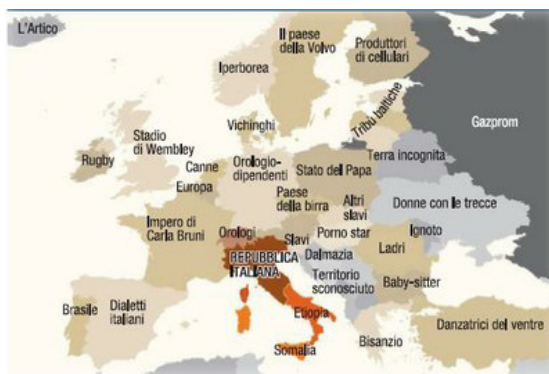 L'Artico
Il paese
della Volvo
Produttori
di cellulari
Iperborea
Gazprom
Tribù baltiche
Vichinghi
Stadio
di Wembley
Rugby
Canne
Orologio-
dipendenti
Stato del Papa
Terra incognita
Europa
Paese
della birra
Altri
slavi
Donne con le trecce
Impero di
Carla Bruni
Orologi
Slavi
Porno star
Ignoto
REPUBBLICA
ITALIANA
Dalmazia
Ladri
Territorio
sconosciuto
Baby-sitter
Brasile
Dialetti
italiani
Etiopia
Bisanzio
Danzatrici del ventre
Somalia